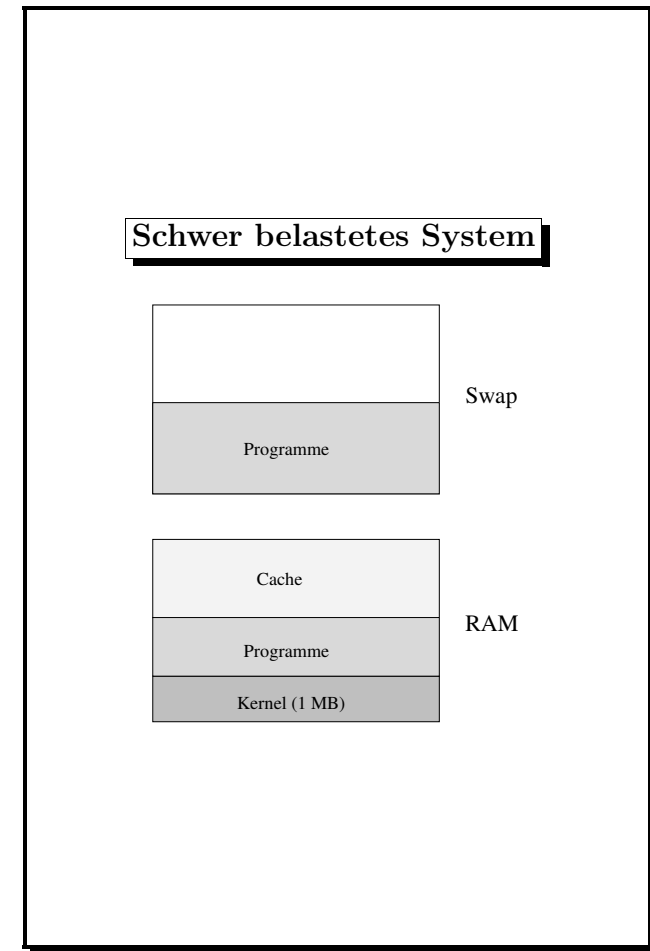 Schwer belastetes System
Swap
Programme
Cache
RAM
Programme
Kernel (1 MB)